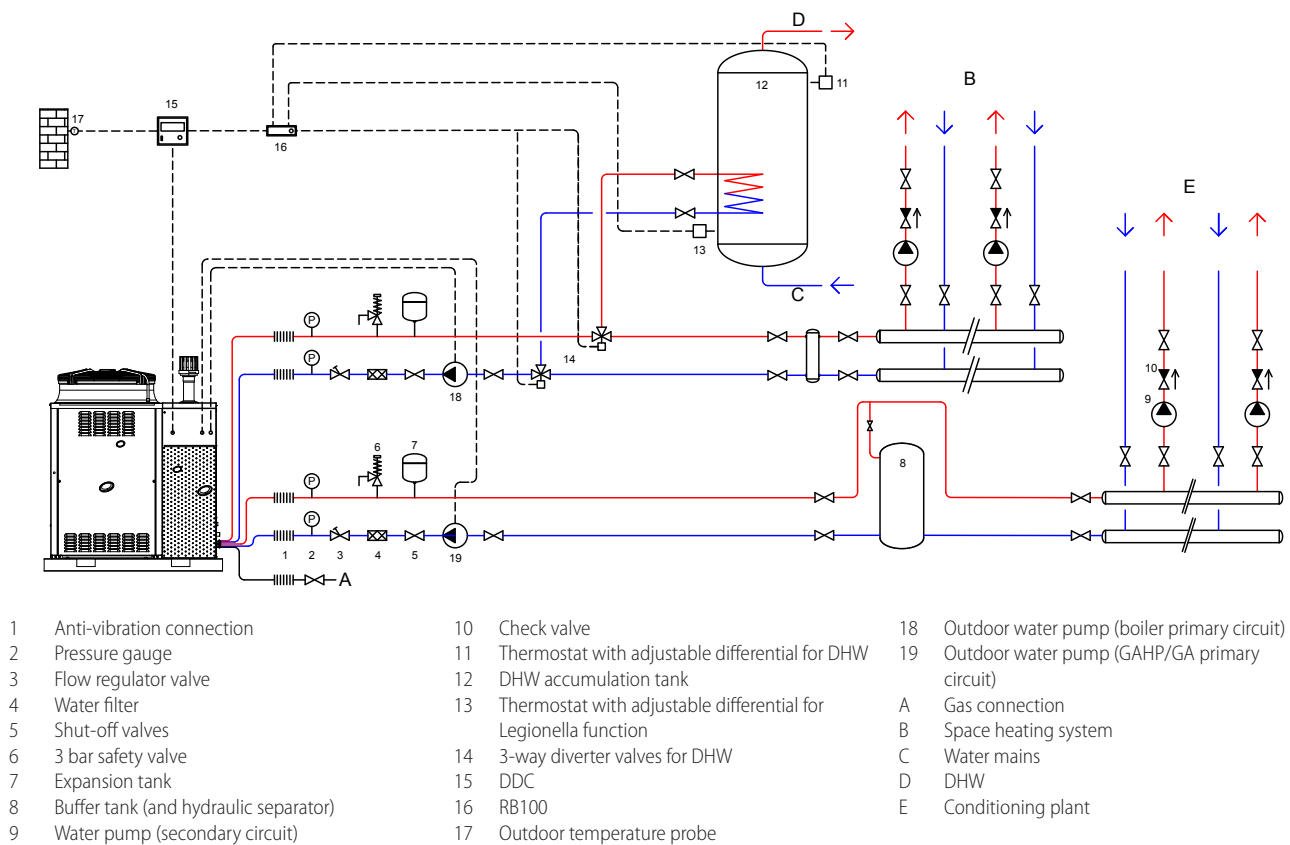 D
17
15
16
12
11
B
13
C
E
P
P
14
18
10
9
6
7
8
P
P
1
2
3
4
5
19
A
1 Anti-vibration connection
2 Pressure gauge
3 Flow regulator valve
4 Water filter
5 Shut-off valves
6 3 bar safety valve
7 Expansion tank
8 Buffer tank (and hydraulic separator)
9 Water pump (secondary circuit)
10 Check valve
11 Thermostat with adjustable differential for DHW
12 DHW accumulation tank
13 Thermostat with adjustable differential for
Legionella function
14 3-way diverter valves for DHW
15 DDC
16 RB100
17 Outdoor temperature probe
18 Outdoor water pump (boiler primary circuit)
19 Outdoor water pump (GAHP/GA primary
circuit)
A Gas connection
B Space heating system
C Water mains
D DHW
E Conditioning plant